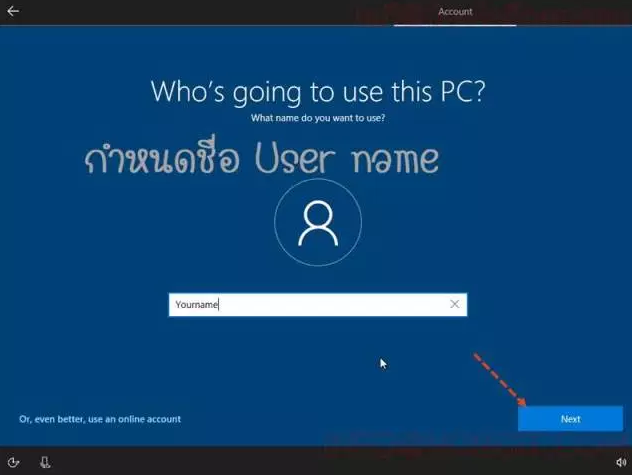 Account
Who's going to use this PC?
What name do you want to use?
กำหนดชื่อ User name
Yourname
Or, even better, use an online account
Next